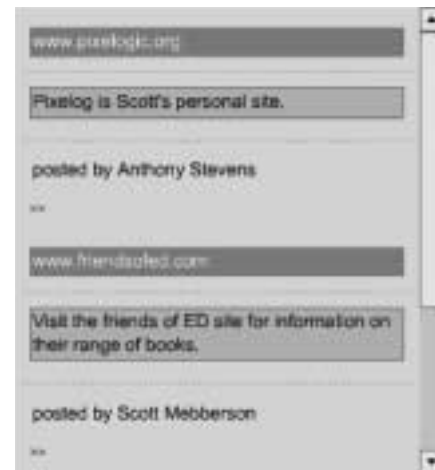 www.pixelogic.org
Pixelog is Scott's personal site.
posted by Anthony Stevens
--
www.friendsofed.com
Visit the friends of ED site for information on
their range of books.
posted by Scott Mebberson
--